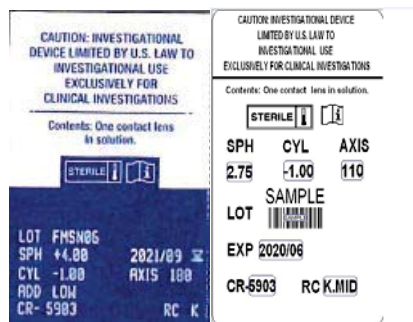 CAUTION: INVESTIGATIONAL
DEVICE LIMITED BY U.S. LAW TO
INVESTIGATIONAL USE
EXCLUSIVELY FOR
CLINICAL INVESTIGATIONS
Contents: One contact lens
in solution.
STERILE
LOT FMSN06
SPH +4.00 2021/09
CYL -1.00 AXIS 180
ADD LOW
CR- 5903 RC K
CAUTION: INVESTIGATIONAL DEVICE
LIMITED BY U.S. LAW TO
INVESTIGATIONAL USE
EXCLUSIVELY FOR CLINICAL INVESTIGATIONS
Contents: One contact lens in solution.
STERILE
SPH CYL AXIS
2.75 -1.00 110
SAMPLE
LOT
EXP 2020/06
CR-5903 RC K.MID